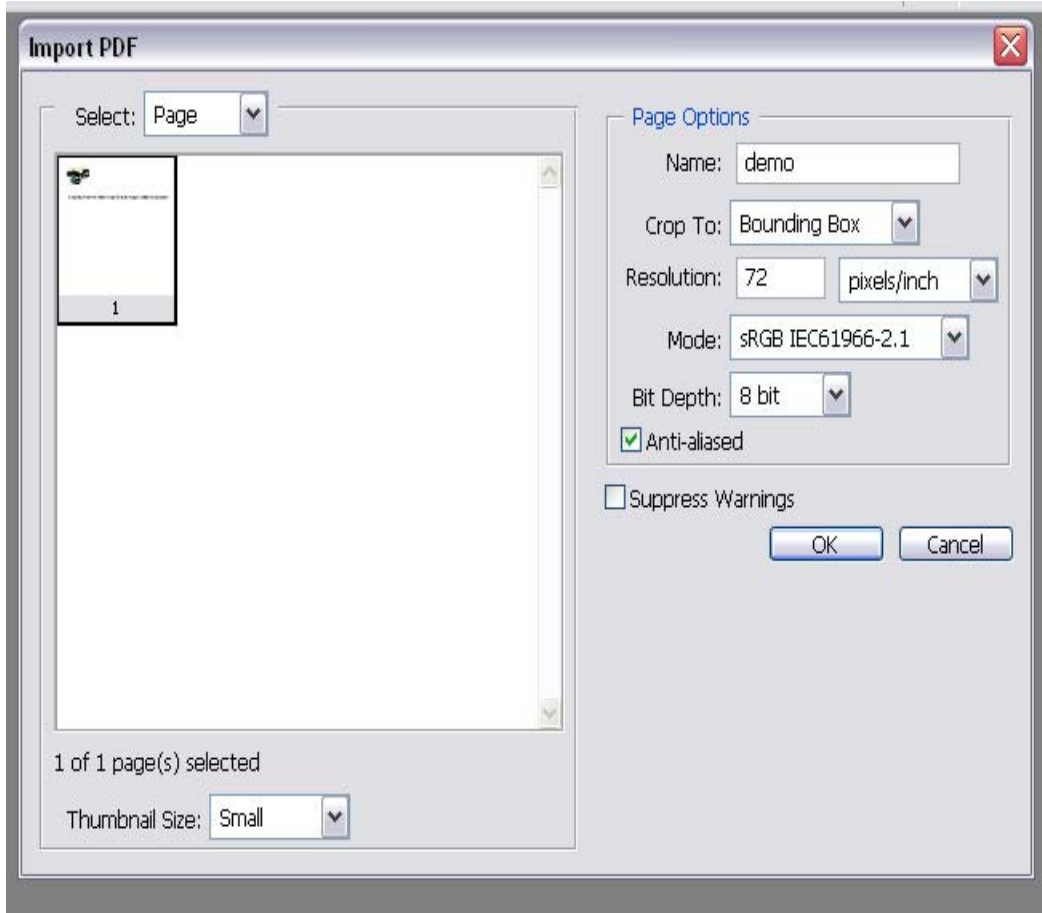 Import PDF
Select: Page
1
1 of 1 page(s) selected
Thumbnail Size: Small
Page Options
Name: demo
Crop To: Bounding Box
Resolution: 72 pixels/inch
Mode: sRGB IEC61966-2.1
Bit Depth: 8 bit
Anti-aliased
Suppress Warnings
OK Cancel